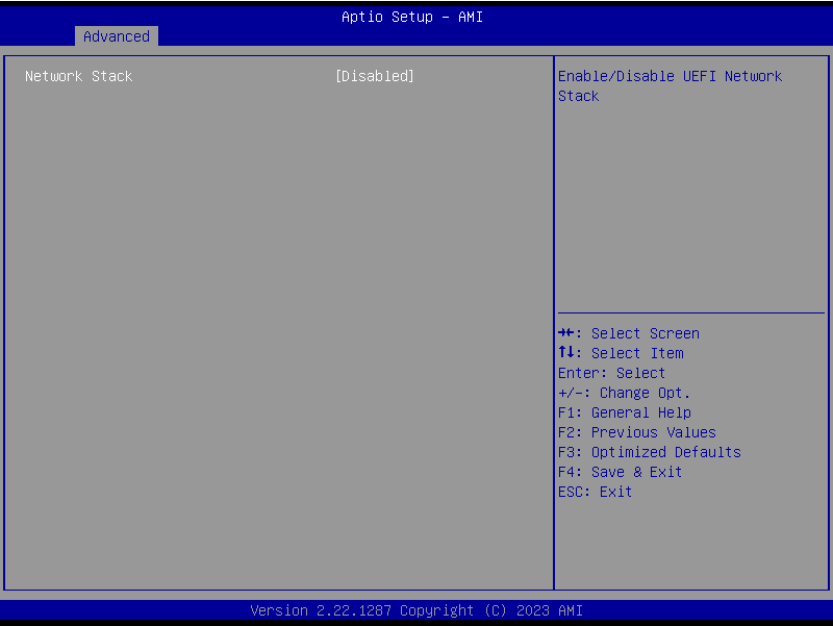 Aptio Setup - AMI
Advanced
Network Stack [Disabled]
Enable/Disable UEFI Network
Stack
→←: Select Screen
↑↓: Select Item
Enter: Select
+/-: Change Opt.
F1: General Help
F2: Previous Values
F3: Optimized Defaults
F4: Save & Exit
ESC: Exit
Version 2.22.1287 Copyright (C) 2023 AMI